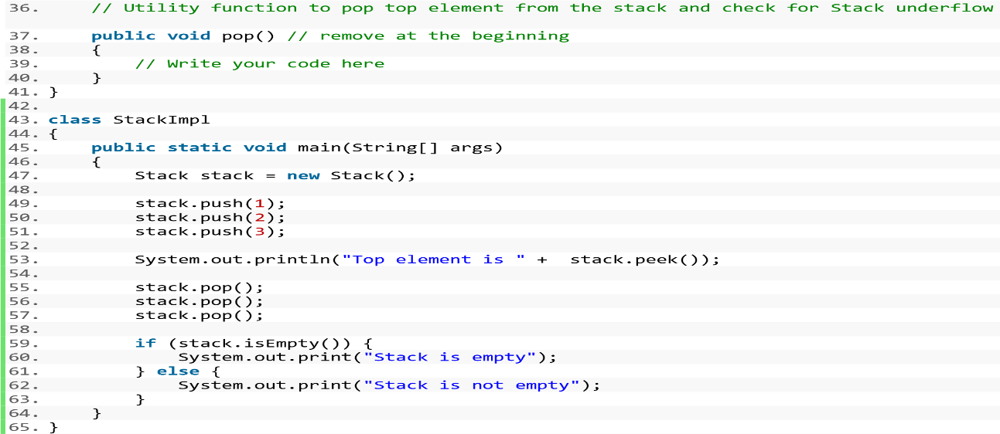 36. // Utility function to pop top element from the stack and check for Stack underflow
37. public void pop() // remove at the beginning
38. {
39. // Write your code here
40. }
41. }
42.
43. class StackImpl
44. {
45. public static void main(String[] args)
46. {
47. Stack stack = new Stack();
48.
49. stack.push(1);
50. stack.push(2);
51. stack.push(3);
52.
53. System.out.println("Top element is " +  stack.peek());
54.
55. stack.pop();
56. stack.pop();
57. stack.pop();
58.
59. if (stack.isEmpty()) {
60. System.out.print("Stack is empty");
61. } else {
62. System.out.print("Stack is not empty");
63. }
64. }
65. }